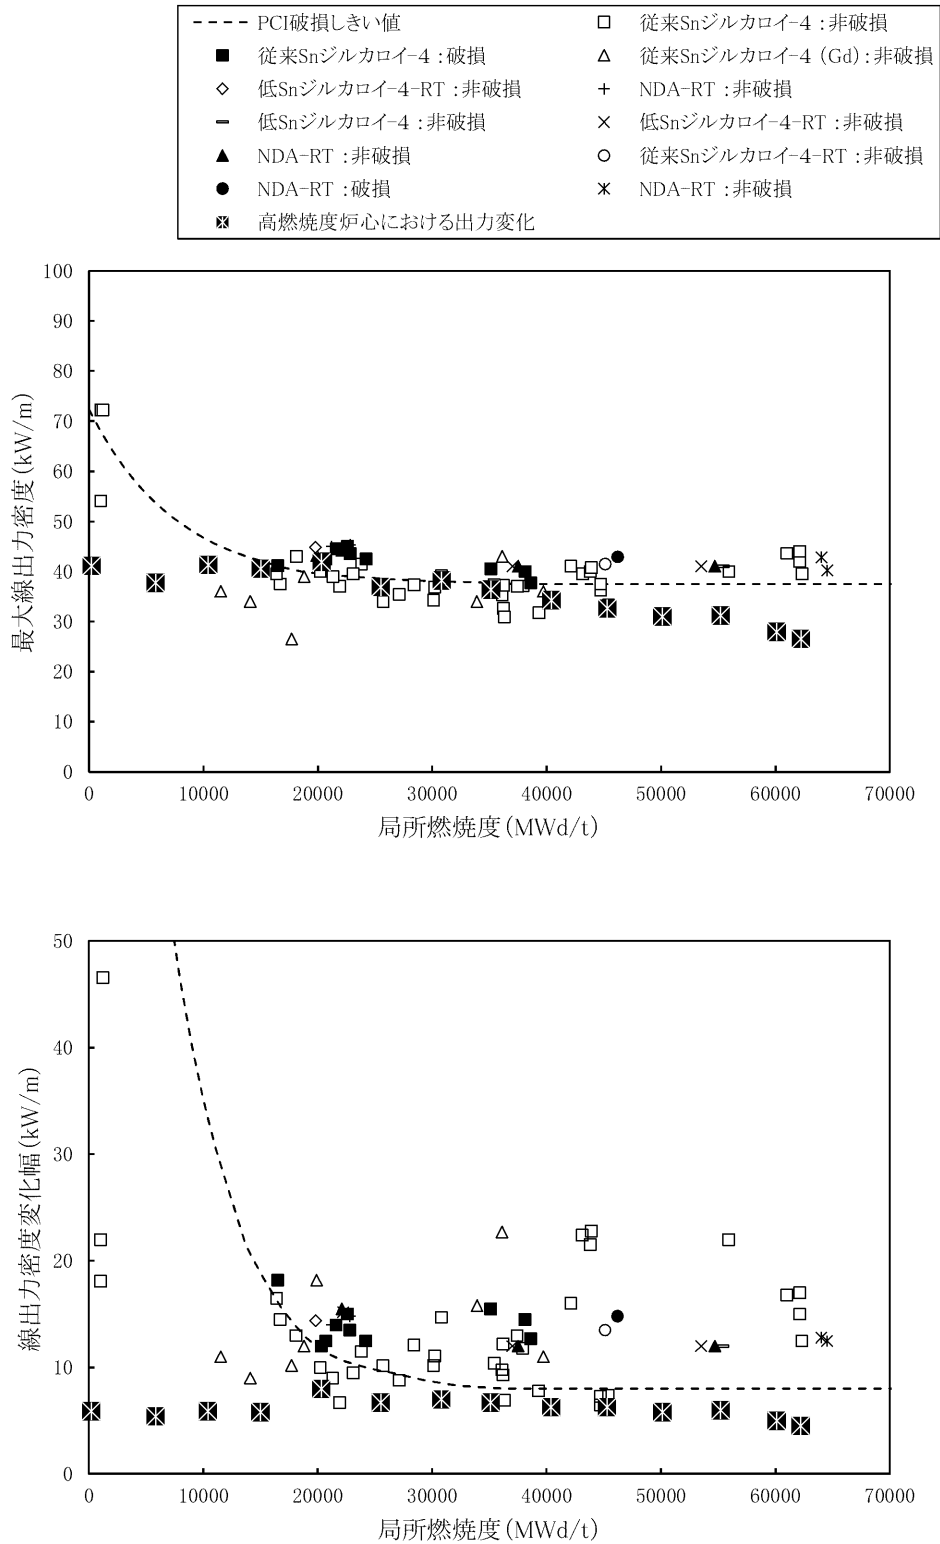 PCI破損しきい値
従来Snジルカロイ-4：非破損
従来Snジルカロイ-4：破損
従来Snジルカロイ-4（Gd）：非破損
低Snジルカロイ-4-RT：非破損
NDA-RT：非破損
低Snジルカロイ-4：非破損
低Snジルカロイ-4-RT：非破損
NDA-RT：非破損
従来Snジルカロイ-4-RT：非破損
NDA-RT：破損
NDA-RT：非破損
高燃焼度炉心における出力変化
最大線出力密度(kW/m)
100
90
80
70
60
50
40
30
20
10
0
0 10000 20000 30000 40000 50000 60000 70000
局所燃焼度(MWd/t)
線出力密度変化幅(kW/m)
50
40
30
20
10
0
0 10000 20000 30000 40000 50000 60000 70000
局所燃焼度(MWd/t)